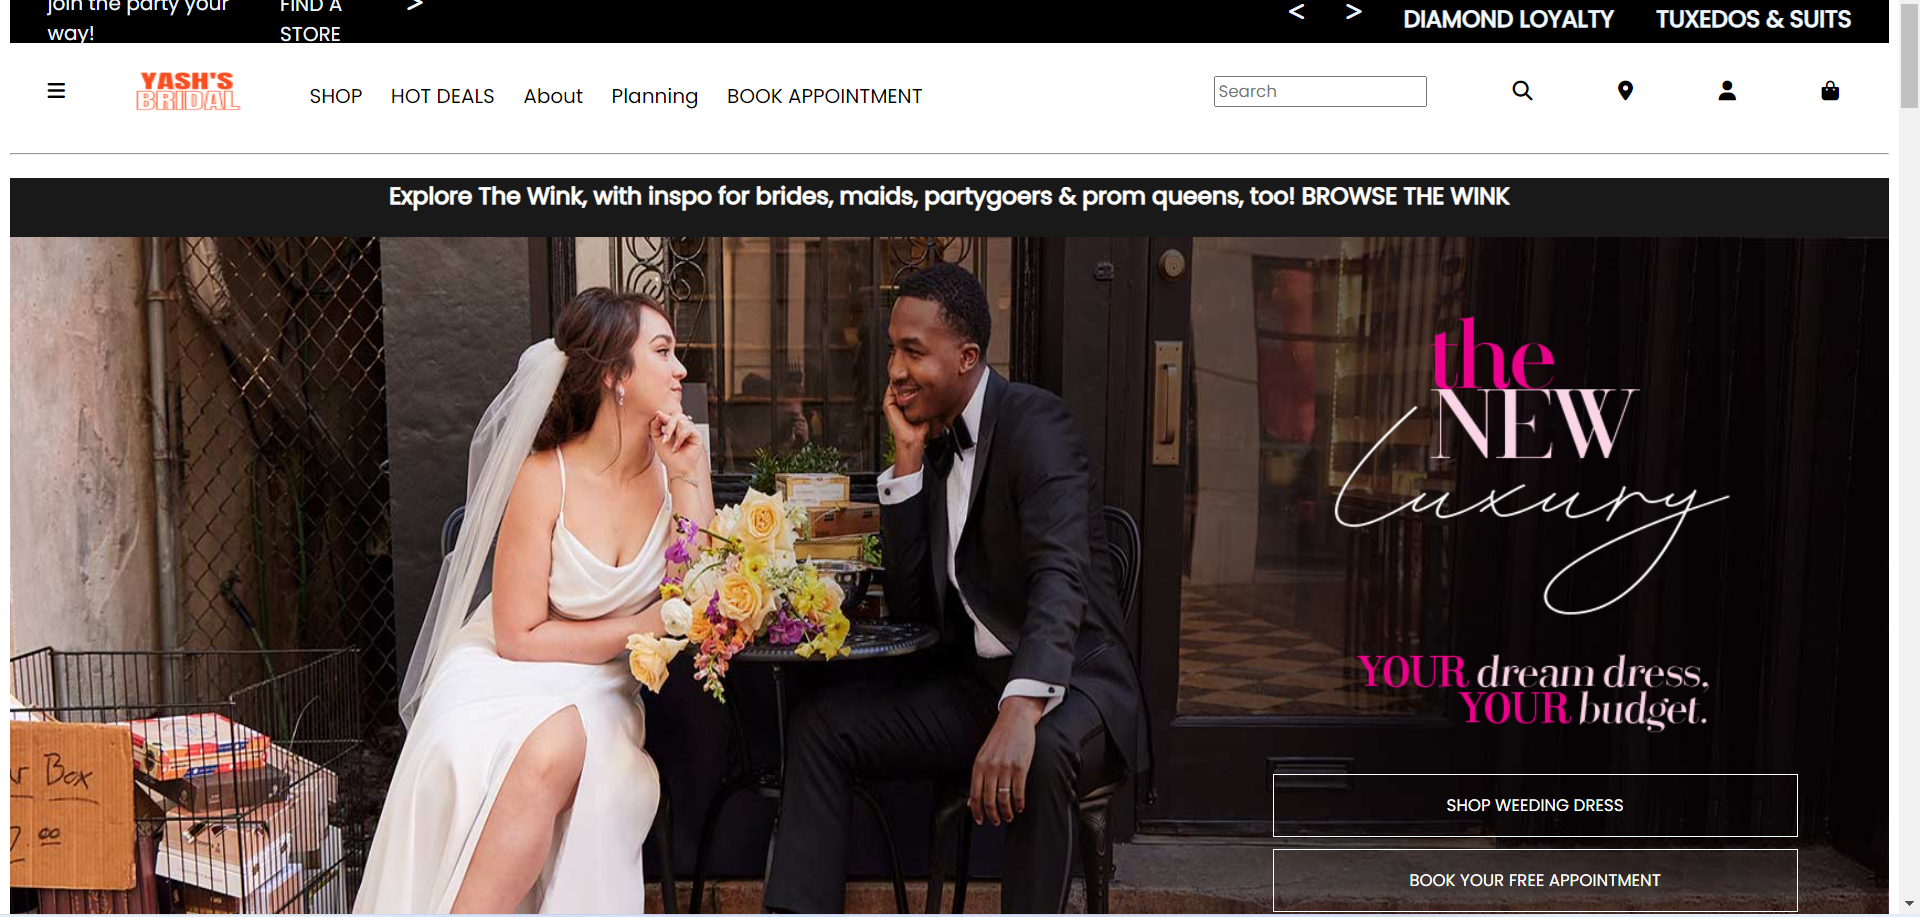 join the party your
way!
FIND A
STORE
>
<
>
DIAMOND LOYALTY
TUXEDOS & SUITS
YASH'S
BRIDAL
SHOP
HOT DEALS
About
Planning
BOOK APPOINTMENT
Search
Explore The Wink, with inspo for brides, maids, partygoers & prom queens, too! BROWSE THE WINK
the
NEW
Luxury
YOUR dream dress,
YOUR budget.
Box
.00
SHOP WEEDING DRESS
BOOK YOUR FREE APPOINTMENT